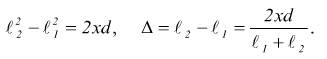 ℓ₂² − ℓ₁² = 2xd, Δ = ℓ₂ − ℓ₁ = 2xd / (ℓ₁ + ℓ₂).